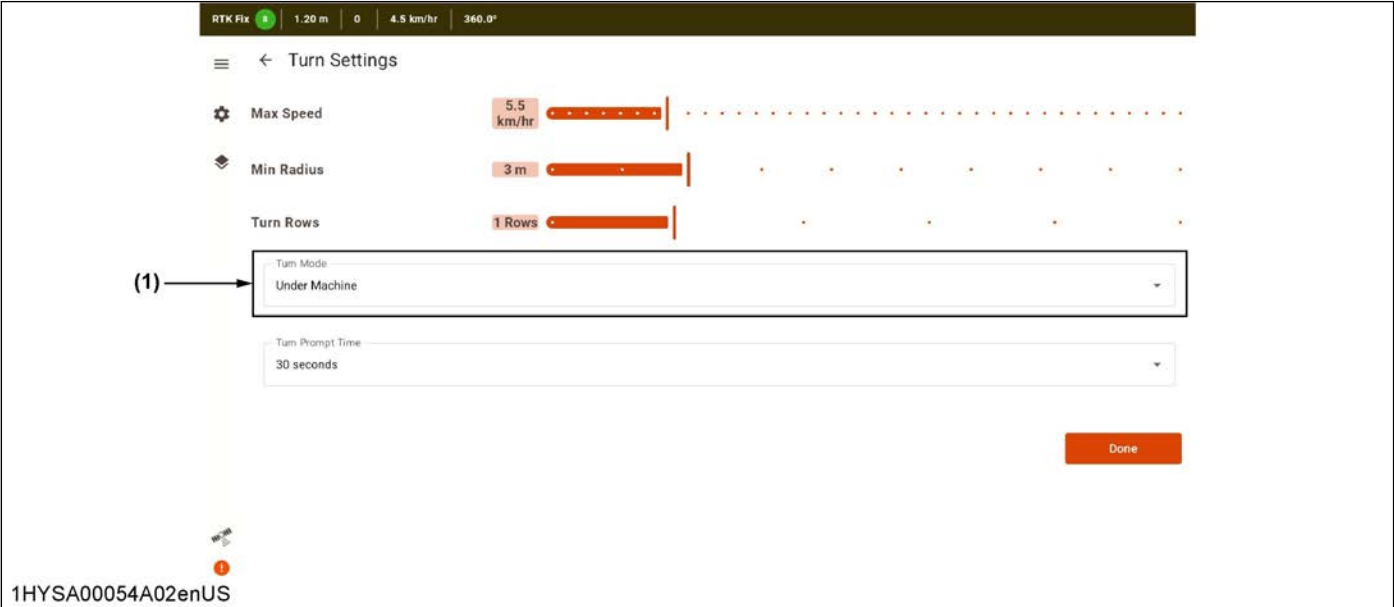 RTK Fix 8 1.20 m 0 4.5 km/hr 360.0°
Turn Settings
Max Speed 5.5 km/hr
Min Radius 3 m
Turn Rows 1 Rows
(1)
Turn Mode
Under Machine
Turn Prompt Time
30 seconds
Done
1HYSA00054A02enUS